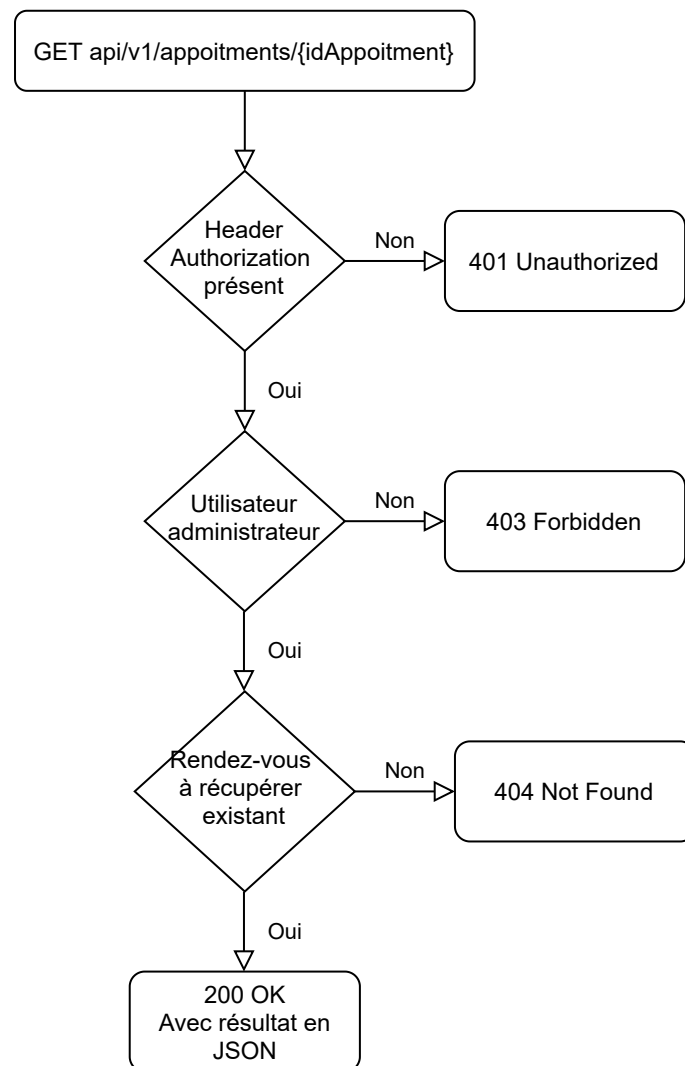 GET api/v1/appoitments/{idAppoitment}
Header
Authorization
présent
Non
401 Unauthorized
Oui
Utilisateur
administrateur
Non
403 Forbidden
Oui
Rendez-vous
à récupérer
existant
Non
404 Not Found
Oui
200 OK
Avec résultat en
JSON